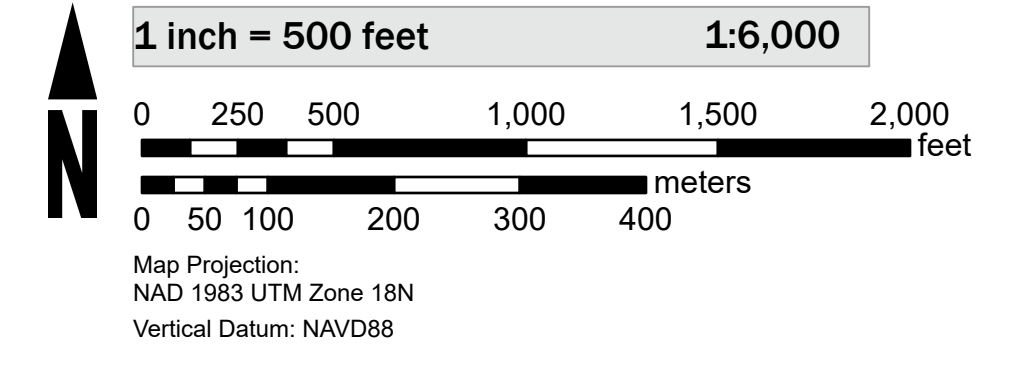 1 inch = 500 feet 1:6,000
0 250 500 1,000 1,500 2,000
feet
meters
0 50 100 200 300 400
N
Map Projection:
NAD 1983 UTM Zone 18N
Vertical Datum: NAVD88